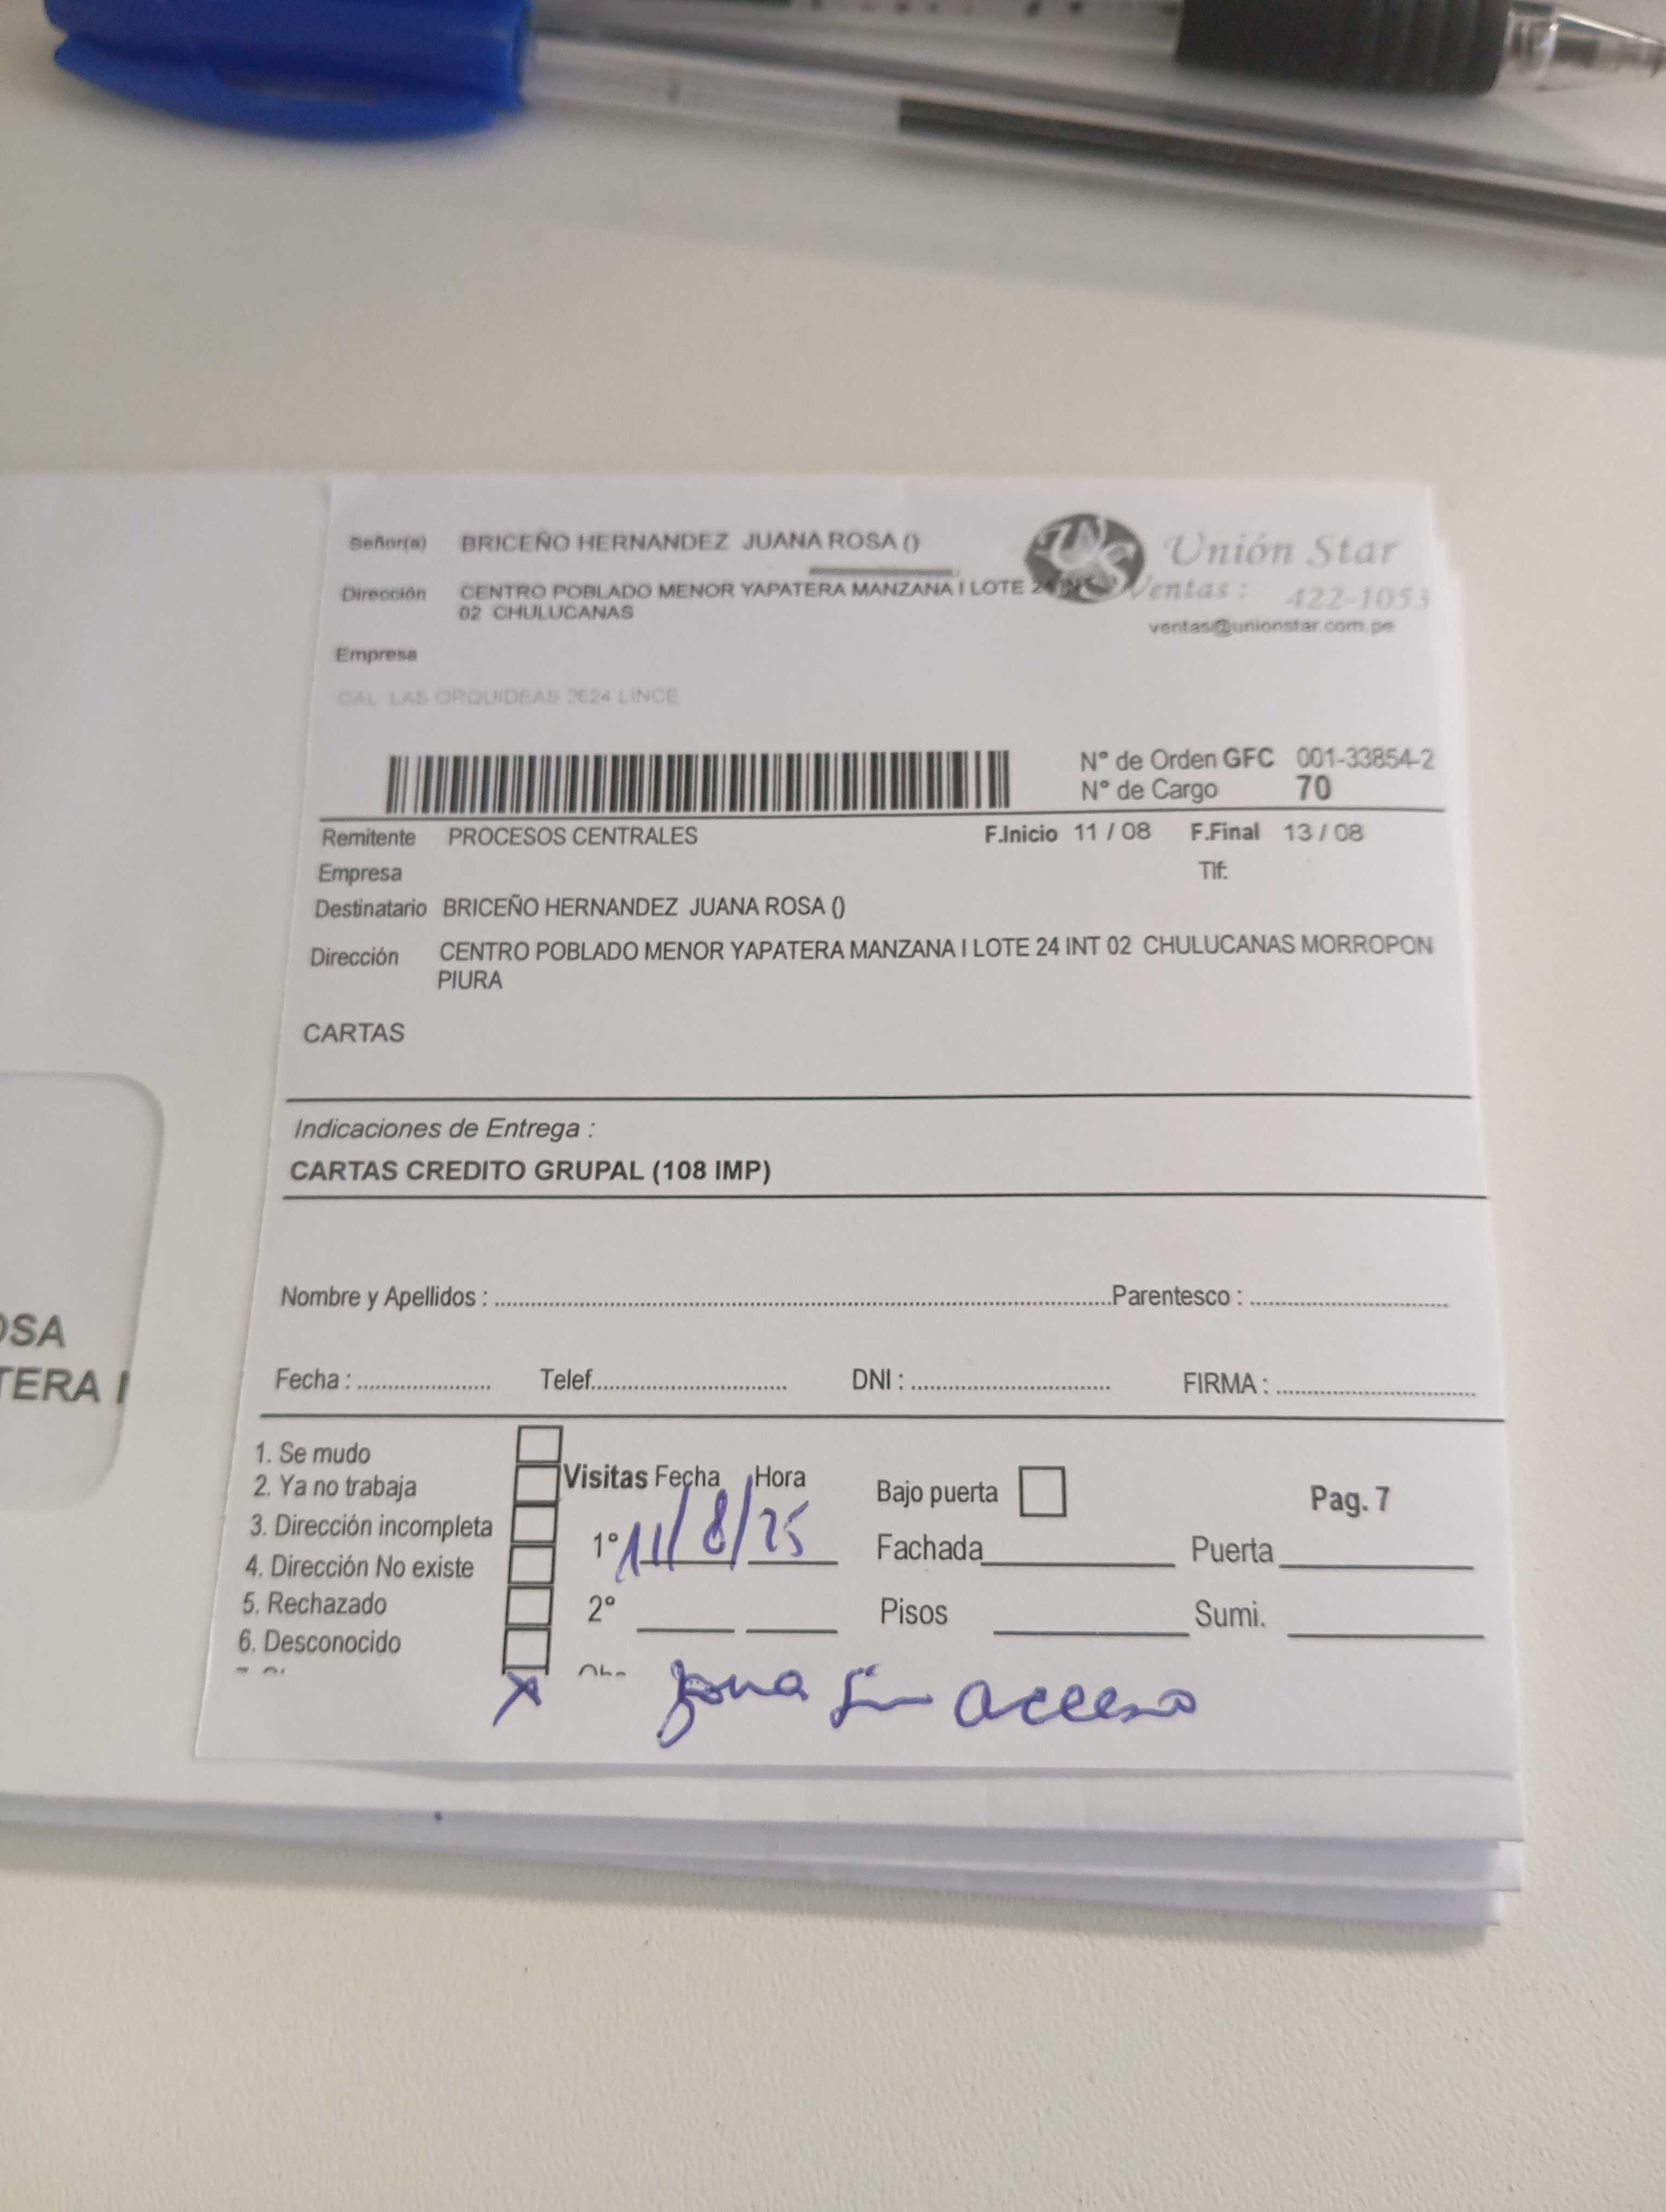 Señor(s) BRICEÑO HERNANDEZ JUANA ROSA ()
Unión Star
Dirección CENTRO POBLADO MENOR YAPATERA MANZANA I LOTE 24 INT
02 CHULUCANAS
Ventas : 422-1053
ventas@unionstar.com.pe
Empresa
CAL LAS ORQUIDEAS 2624 LINCE
N° de Orden GFC 001-33854-2
N° de Cargo 70
Remitente PROCESOS CENTRALES F.Inicio 11 / 08 F.Final 13 / 08
Empresa Tlf:
Destinatario BRICEÑO HERNANDEZ JUANA ROSA ()
Dirección CENTRO POBLADO MENOR YAPATERA MANZANA I LOTE 24 INT 02 CHULUCANAS MORROPON
PIURA
CARTAS
Indicaciones de Entrega :
CARTAS CREDITO GRUPAL (108 IMP)
Nombre y Apellidos : Parentesco :
Fecha : Telef. DNI : FIRMA :
1. Se mudo
2. Ya no trabaja
3. Dirección incompleta
4. Dirección No existe
5. Rechazado
6. Desconocido
Visitas Fecha Hora
1° 11/8/25
2°
Bajo puerta
Pag. 7
Fachada Puerta
Pisos Sumi.
X zona sin acceso
OSA
TERA I